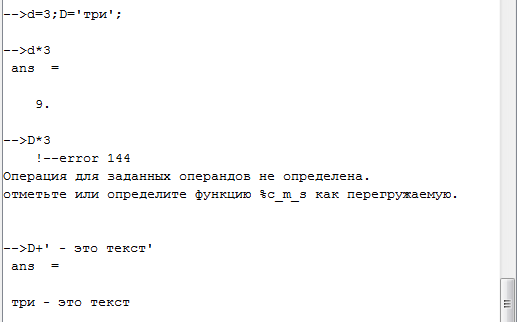 -->d=3;D='три';
-->d*3
ans  =
9.
-->D*3
!--error 144
Операция для заданных операндов не определена.
отметьте или определите функцию %c_m_s как перегружаемую.
-->D+' - это текст'
ans  =
три - это текст